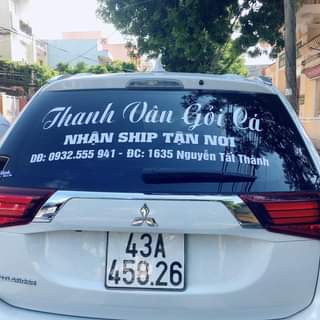 Thanh Vân Gỏi Cá
NHẬN SHIP TẬN NƠI
DĐ: 0932.555 941 - ĐC: 1635 Nguyễn Tất Thành
43A
458.26